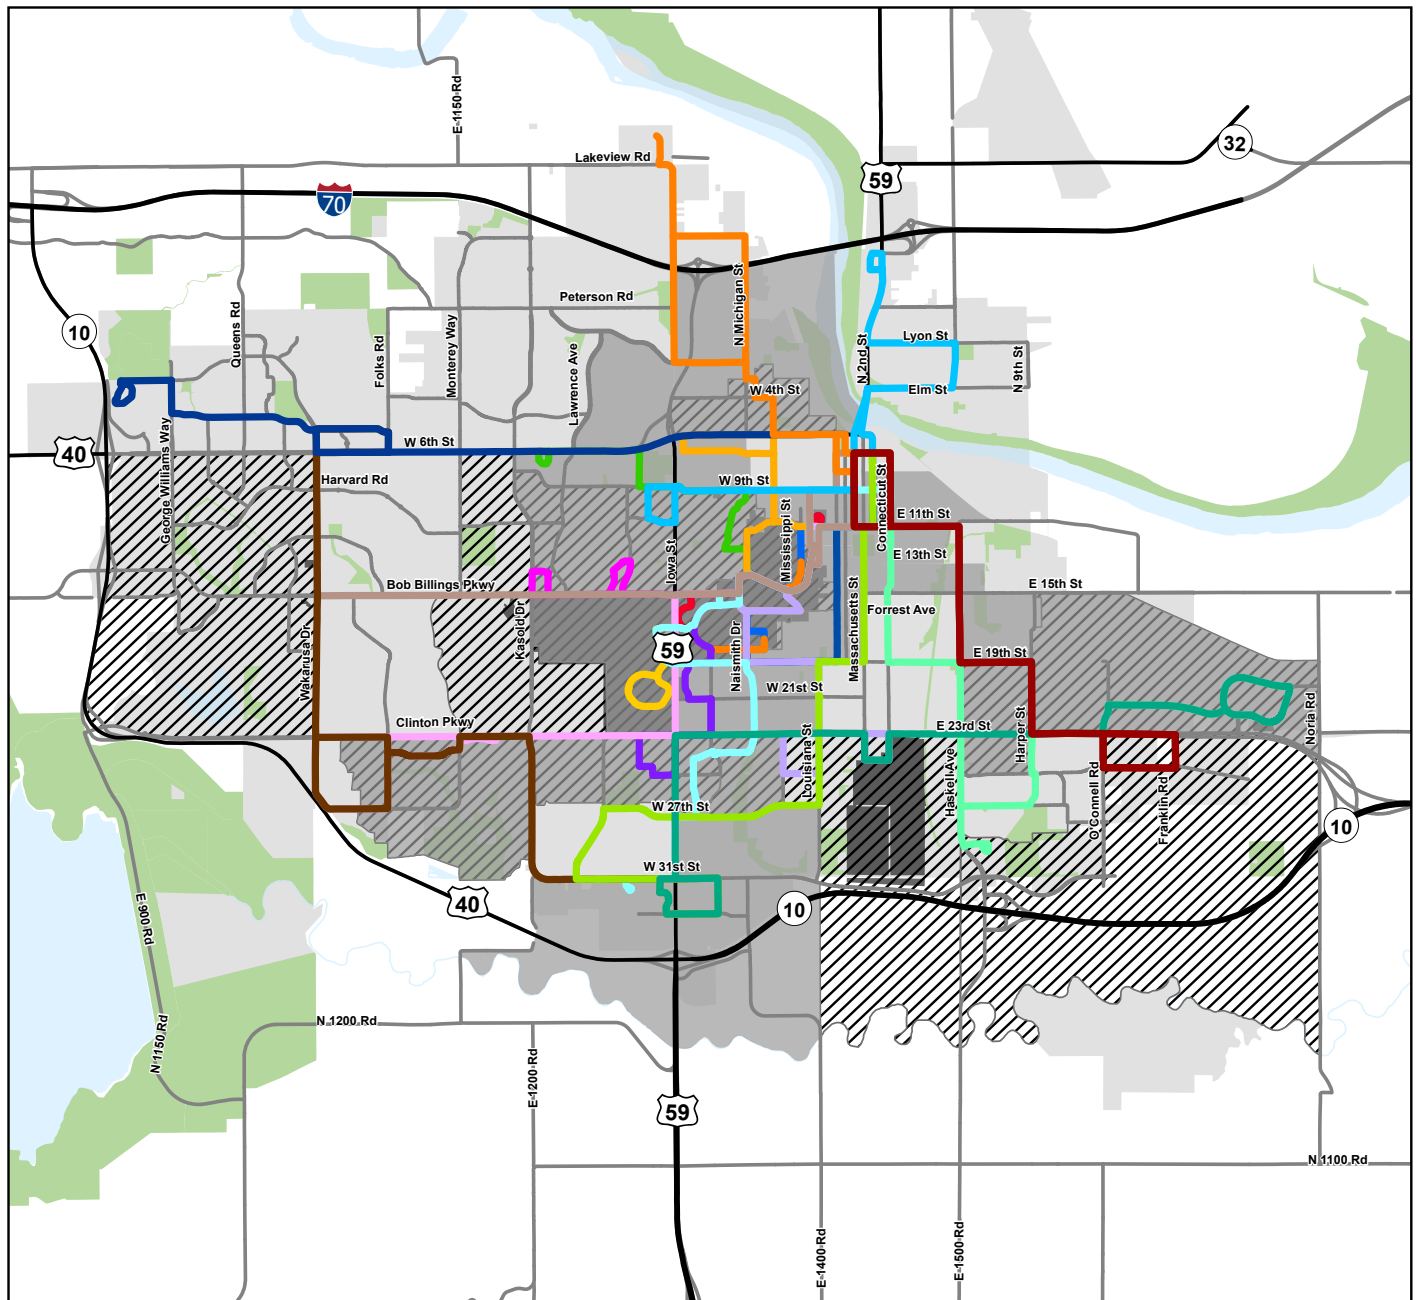 E 1150 Rd
Lakeview Rd
32
59
70
Peterson Rd
N Michigan St
10
Queens Rd
Folks Rd
Monterey Way
Lawrence Ave
N 2nd St
Lyon St
N 9th St
Elm St
W 4th St
40
George Williams Way
W 6th St
Harvard Rd
W 9th St
Mississippi St
Connecticut St
E 11th St
Iowa St
E 13th St
Bob Billings Pkwy
E 15th St
Massachusetts St
Forrest Ave
Wakarusa Dr
Kasold Dr
59
Naismith Dr
E 19th St
W 21st St
Clinton Pkwy
E 23rd St
Harper St
Noria Rd
Louisiana St
Haskell Ave
O'Connell Rd
Franklin Rd
W 27th St
10
W 31st St
40
10
E 900 Rd
N 1150 Rd
N 1200 Rd
E 1200 Rd
59
N 1100 Rd
E 1400 Rd
E 1500 Rd